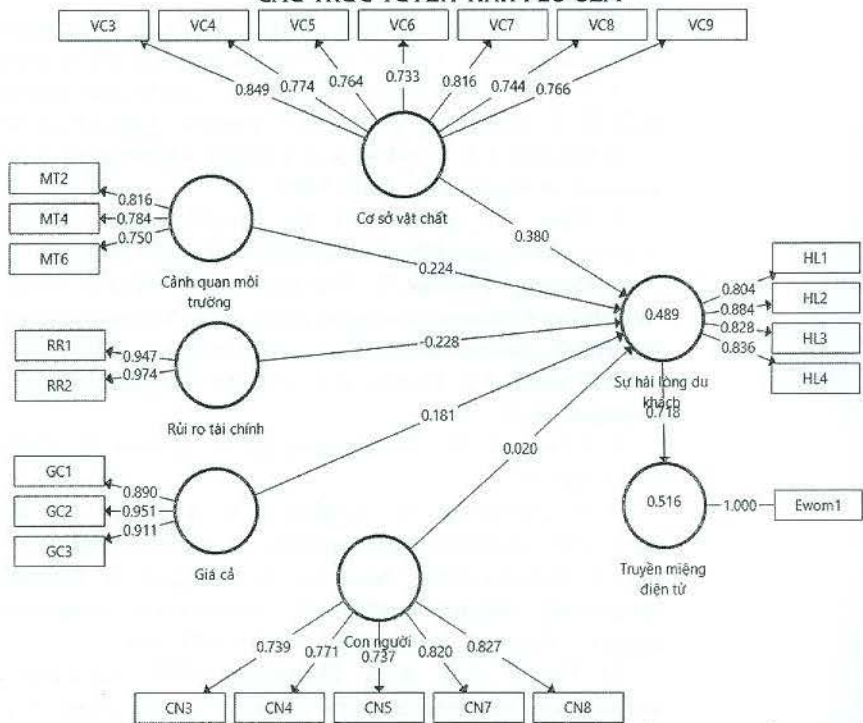 VC3 VC4 VC5 VC6 VC7 VC8 VC9
0.849 0.774 0.764 0.733 0.816 0.744 0.766
Cơ sở vật chất
MT2
MT4
MT6
0.816
0.784
0.750
Cảnh quan môi
trường
0.380
0.224
RR1
RR2
0.947
0.974
Rủi ro tài chính
-0.228
GC1
GC2
GC3
0.890
0.951
0.911
Giá cả
0.181
0.020
0.489
Sự hài lòng du
khách
HL1
HL2
HL3
HL4
0.804
0.884
0.828
0.836
0.718
0.516
1.000
Ewom1
Truyền miệng
điện tử
Con người
0.739 0.771 0.737 0.820 0.827
CN3 CN4 CN5 CN7 CN8